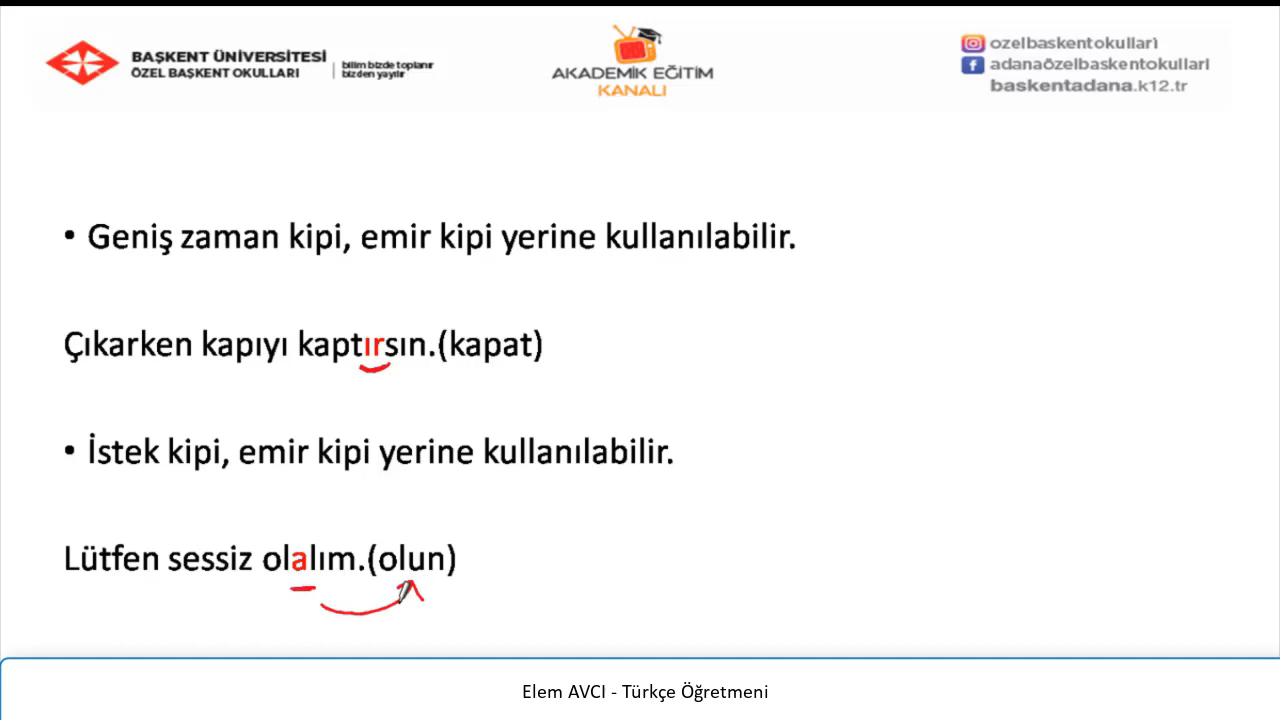 BAŞKENT ÜNİVERSİTESİ
ÖZEL BAŞKENT OKULLARI
bilim bizde toplanır
bizden yayılır
AKADEMİK EĞİTİM
KANALI
ozelbaskentokulları
adanaözelbaskentokullari
baskentadana.k12.tr
• Geniş zaman kipi, emir kipi yerine kullanılabilir.
Çıkarken kapıyı kaptırsın.(kapat)
• İstek kipi, emir kipi yerine kullanılabilir.
Lütfen sessiz olalım.(olun)
Elem AVCI - Türkçe Öğretmeni